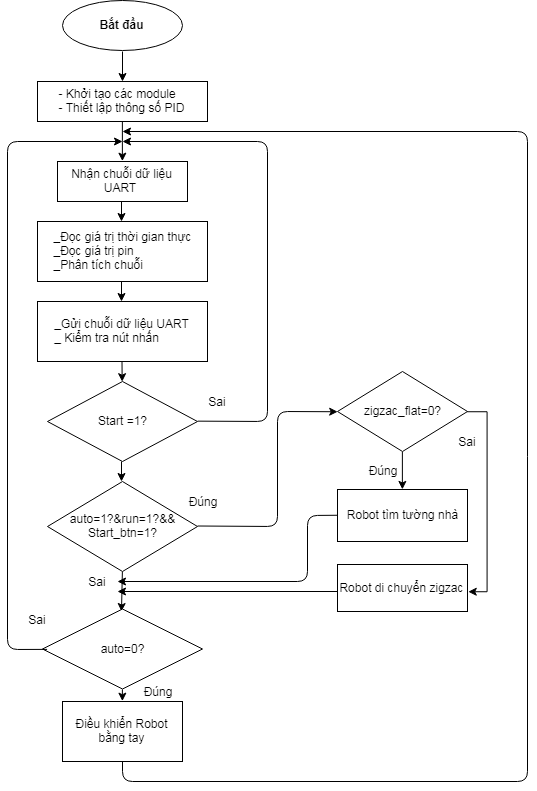 Bắt đầu
- Khởi tạo các module
- Thiết lập thông số PID
Nhận chuỗi dữ liệu
UART
_Đọc giá trị thời gian thực
_Đọc giá trị pin
_Phân tích chuỗi
_Gửi chuỗi dữ liệu UART
_ Kiểm tra nút nhấn
Start =1?
Sai
auto=1?&run=1?&&
Start_btn=1?
Đúng
zigzac_flat=0?
Sai
Đúng
Robot tìm tường nhà
Robot di chuyển zigzac
Sai
auto=0?
Sai
Đúng
Điều khiển Robot
bằng tay